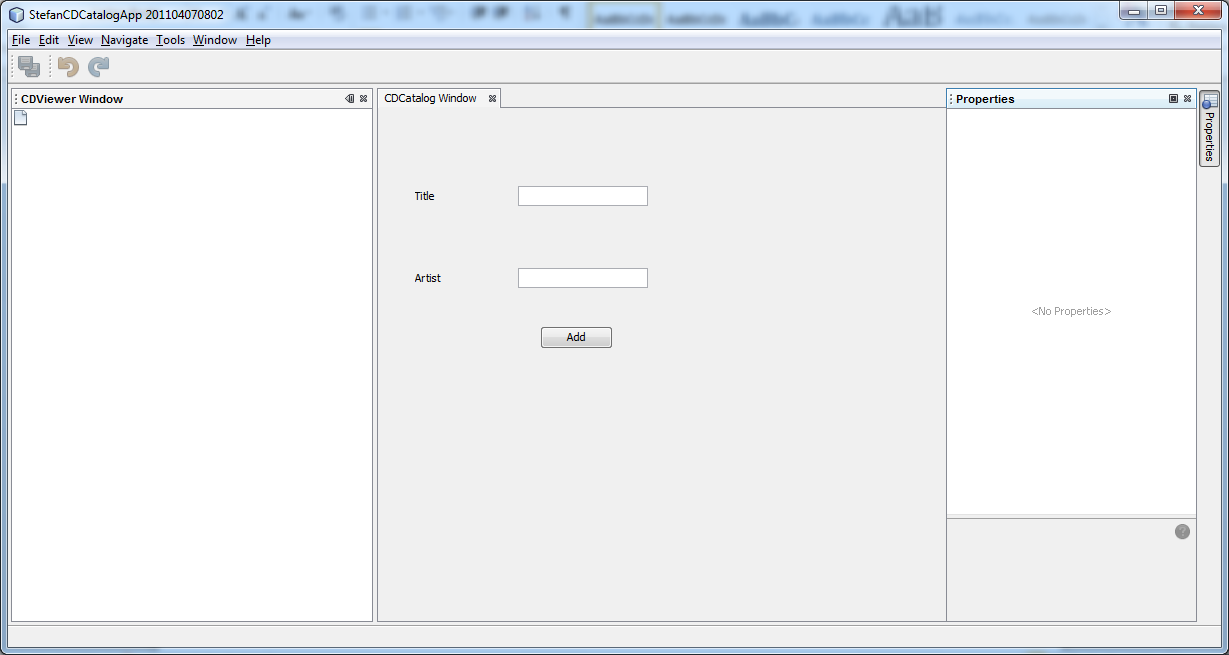 StefanCDCatalogApp 201104070802
File Edit View Navigate Tools Window Help
CDViewer Window
CDCatalog Window
Properties
Properties
Title
Artist
<No Properties>
Add
?